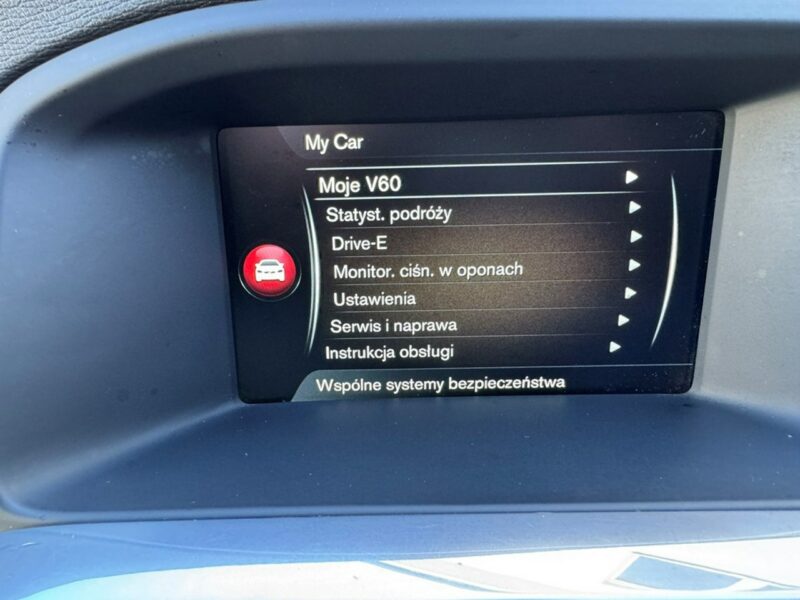 My Car
Moje V60
Statyst. podróży
Drive-E
Monitor. ciśn. w oponach
Ustawienia
Serwis i naprawa
Instrukcja obsługi
Wspólne systemy bezpieczeństwa